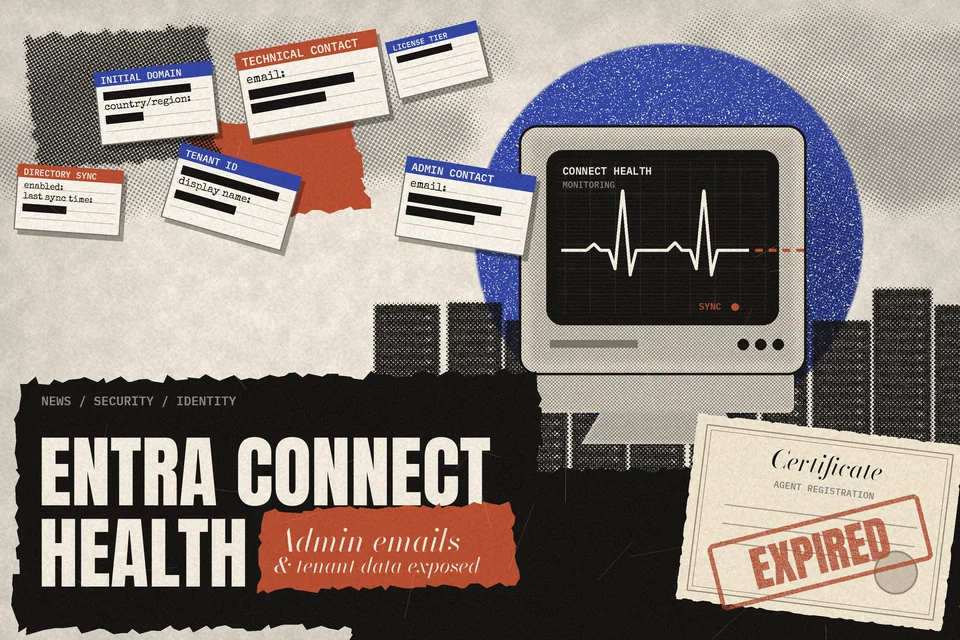 INITIAL DOMAIN
country/region:
TECHNICAL CONTACT
email:
LICENSE TIER
DIRECTORY SYNC
enabled:
last sync time:
TENANT ID
display name:
ADMIN CONTACT
email:
CONNECT HEALTH
MONITORING
SYNC
NEWS / SECURITY / IDENTITY
ENTRA CONNECT
HEALTH
Admin emails
& tenant data exposed
Certificate
AGENT REGISTRATION
EXPIRED